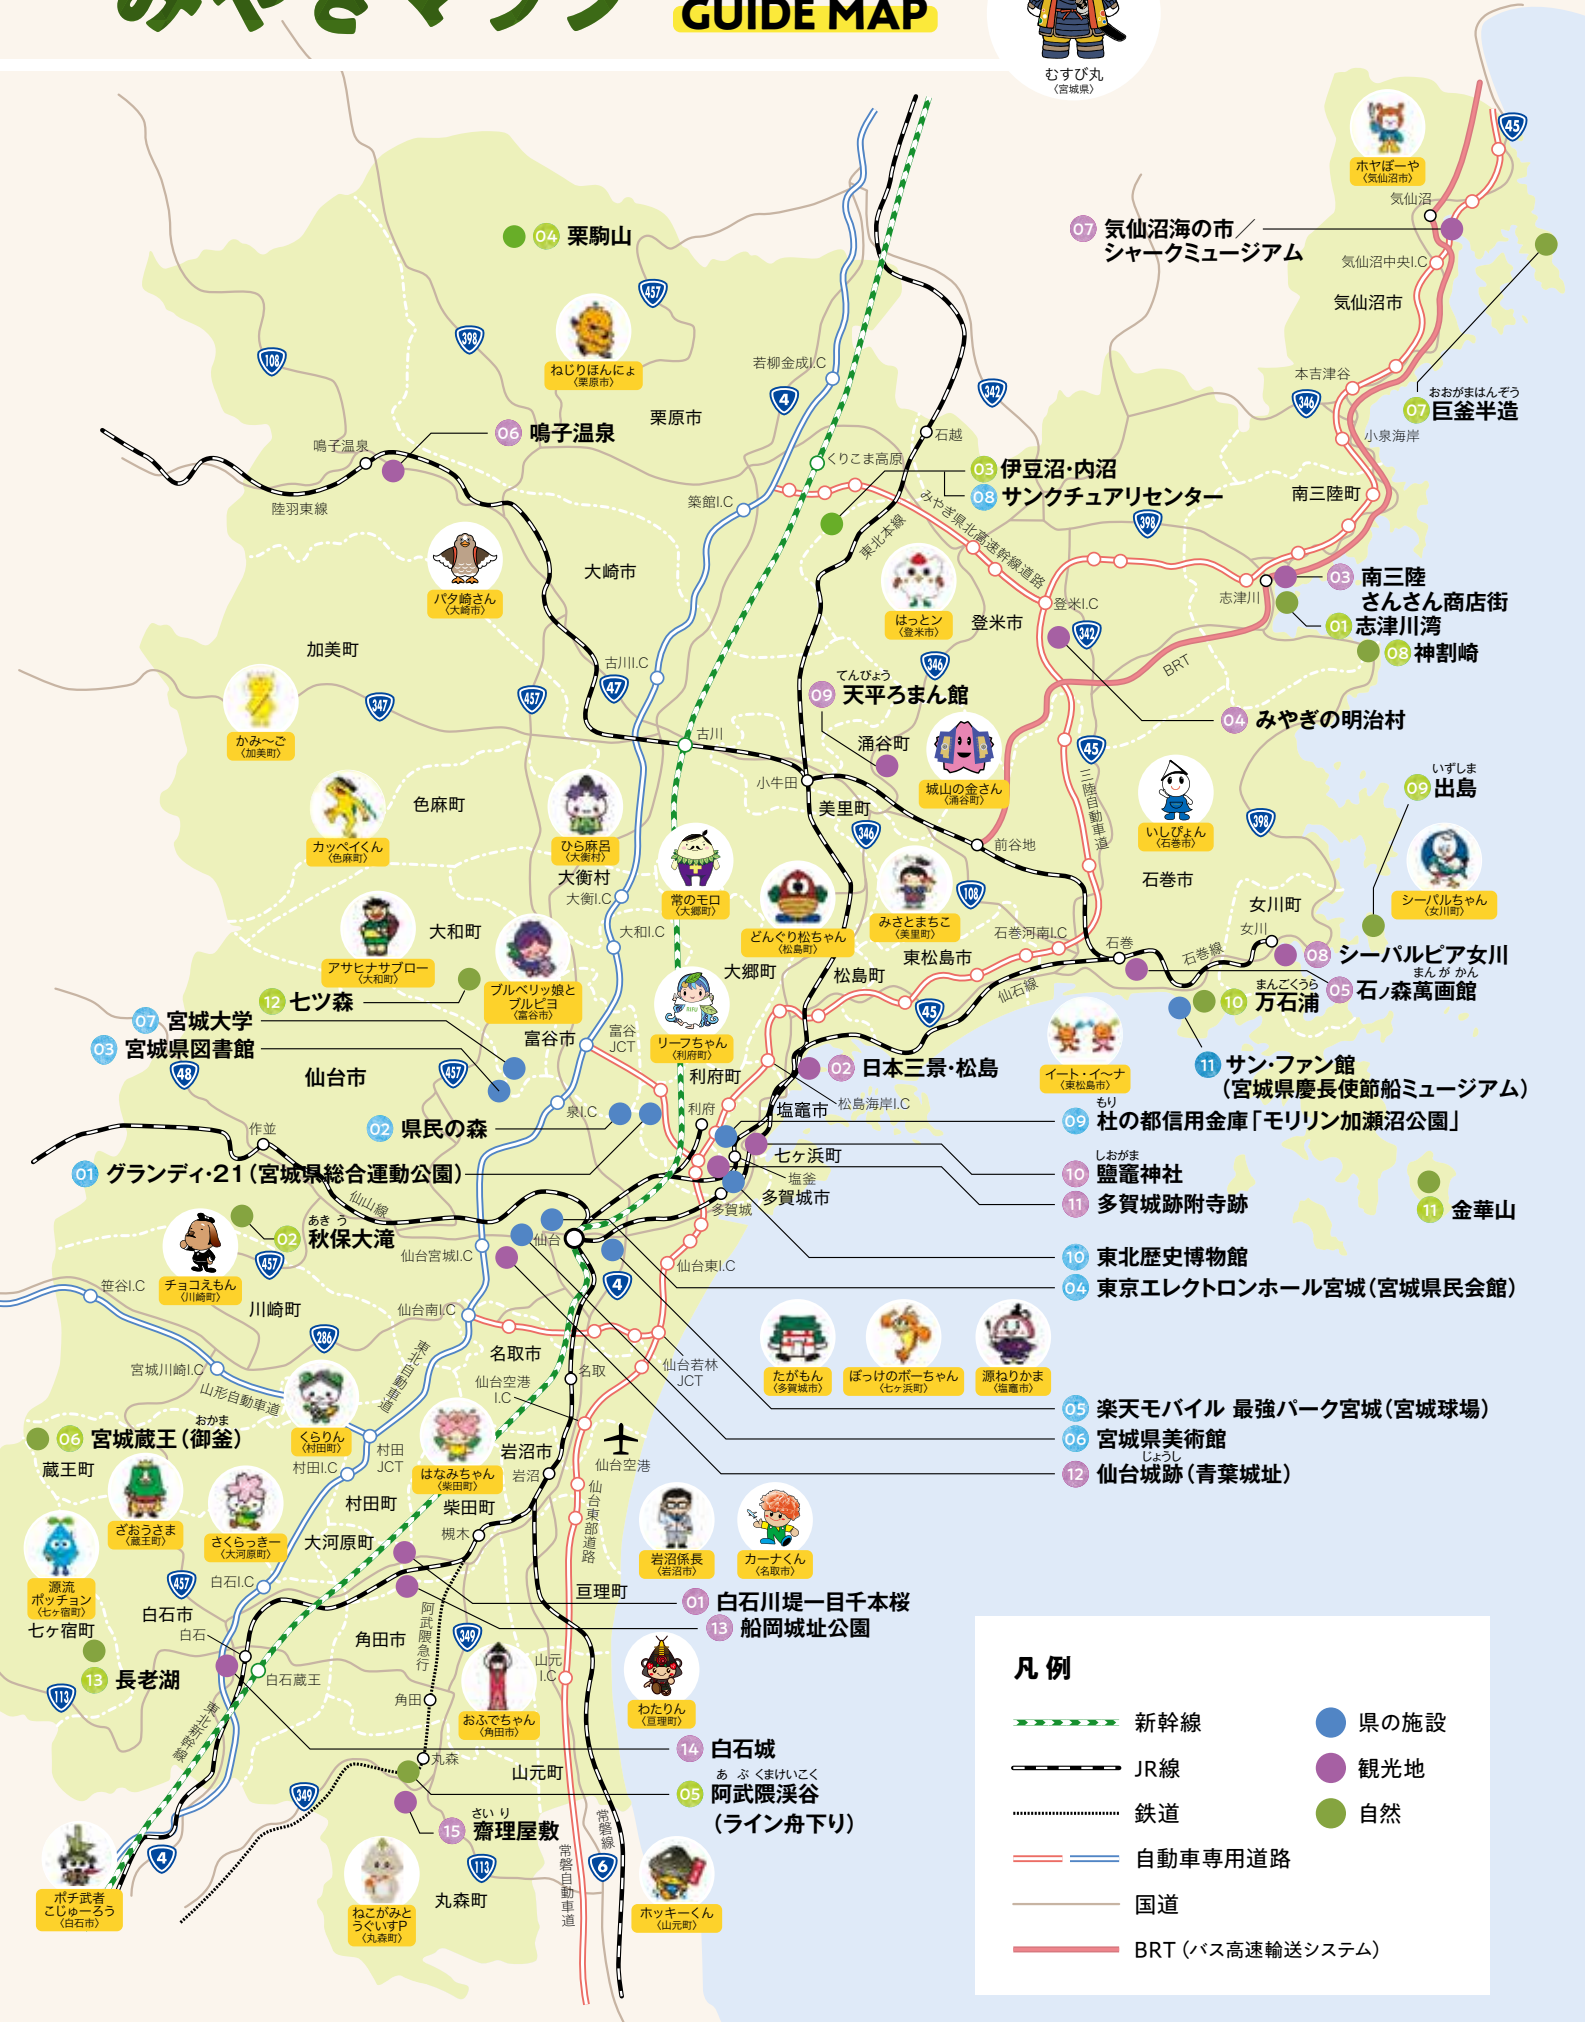 みやぎマップ
GUIDE MAP
むすび丸
〈宮城県〉
ホヤぼーや
〈気仙沼市〉
45
気仙沼
07 気仙沼海の市／
シャークミュージアム
気仙沼中央I.C
気仙沼市
04 栗駒山
457
398
108
ねじりほんにょ
〈栗原市〉
栗原市
若柳金成I.C
4
342
本吉津谷
346
おおがまはんぞう
07 巨釜半造
小泉海岸
06 鳴子温泉
鳴子温泉
陸羽東線
石越
くりこま高原
03 伊豆沼・内沼
08 サンクチュアリセンター
築館I.C
みやぎ県北高速幹線道路
東北本線
南三陸町
398
パタ崎さん
〈大崎市〉
大崎市
はっとン
〈登米市〉
登米市
登米I.C
342
志津川
03 南三陸
さんさん商店街
01 志津川湾
08 神割崎
加美町
古川I.C
47
457
347
346
BRT
てんぴょう
09 天平ろまん館
04 みやぎの明治村
かみ〜ご
〈加美町〉
古川
涌谷町
小牛田
城山の金さん
〈涌谷町〉
45
三陸自動車道
いしぴょん
〈石巻市〉
398
いずしま
09 出島
色麻町
カッペイくん
〈色麻町〉
ひら麻呂
〈大衡村〉
大衡村
大衡I.C
美里町
346
前谷地
常のモロ
〈大郷町〉
どんぐり松ちゃん
〈松島町〉
みさとまちこ
〈美里町〉
108
石巻市
シーパルちゃん
〈女川町〉
女川町
女川
アサヒナサブロー
〈大和町〉
大和町
大和I.C
大郷町
松島町
東松島市
石巻河南I.C
石巻
石巻線
08 シーパルピア女川
まんがかん
05 石ノ森萬画館
まんごくうら
10 万石浦
12 七ツ森
ブルベリッ娘と
ブルピヨ
〈富谷市〉
仙石線
45
07 宮城大学
03 宮城県図書館
48
仙台市
457
富谷市
富谷
JCT
リーフちゃん
〈利府町〉
利府町
02 日本三景・松島
イート・イ〜ナ
〈東松島市〉
11 サン・ファン館
（宮城県慶長使節船ミュージアム）
泉I.C
利府
塩竈市
松島海岸I.C
もり
09 杜の都信用金庫「モリリン加瀬沼公園」
02 県民の森
作並
01 グランディ・21（宮城県総合運動公園）
仙山線
七ヶ浜町
塩釜
多賀城市
多賀城
しおがま
10 鹽竈神社
11 多賀城跡附寺跡
11 金華山
あきう
02 秋保大滝
チョコえもん
〈川崎町〉
457
仙台
仙台宮城I.C
4
仙台東I.C
10 東北歴史博物館
04 東京エレクトロンホール宮城（宮城県民会館）
笹谷I.C
川崎町
仙台南I.C
286
宮城川崎I.C
山形自動車道
東北自動車道
名取市
名取
仙台空港
I.C
仙台若林
JCT
たがもん
〈多賀城市〉
ぼっけのボーちゃん
〈七ヶ浜町〉
源ねりかま
〈塩竈市〉
05 楽天モバイル 最強パーク宮城（宮城球場）
06 宮城県美術館
じょうし
12 仙台城跡（青葉城址）
おかま
06 宮城蔵王（御釜）
蔵王町
くらりん
〈村田町〉
村田
JCT
村田I.C
はなみちゃん
〈柴田町〉
岩沼市
岩沼
仙台空港
仙台東部道路
ざおうさま
〈蔵王町〉
さくらっきー
〈大河原町〉
村田町
柴田町
大河原町
槻木
岩沼係長
〈岩沼市〉
カーナくん
〈名取市〉
源流
ポッチョン
〈七ヶ宿町〉
457
白石I.C
白石市
白石
七ヶ宿町
亘理町
01 白石川堤一目千本桜
13 船岡城址公園
阿武隈急行
349
角田市
角田
13 長老湖
113
白石蔵王
東北新幹線
おふでちゃん
〈角田市〉
山元
I.C
わたりん
〈亘理町〉
14 白石城
丸森
山元町
あぶくまけいこく
05 阿武隈渓谷
（ライン舟下り）
349
さいり
15 齋理屋敷
常磐線
常磐自動車道
ポチ武者
こじゅーろう
〈白石市〉
4
ねこがみと
うぐいすP
〈丸森町〉
113
丸森町
6
ホッキーくん
〈山元町〉
凡例
新幹線
JR線
鉄道
自動車専用道路
国道
BRT（バス高速輸送システム）
県の施設
観光地
自然